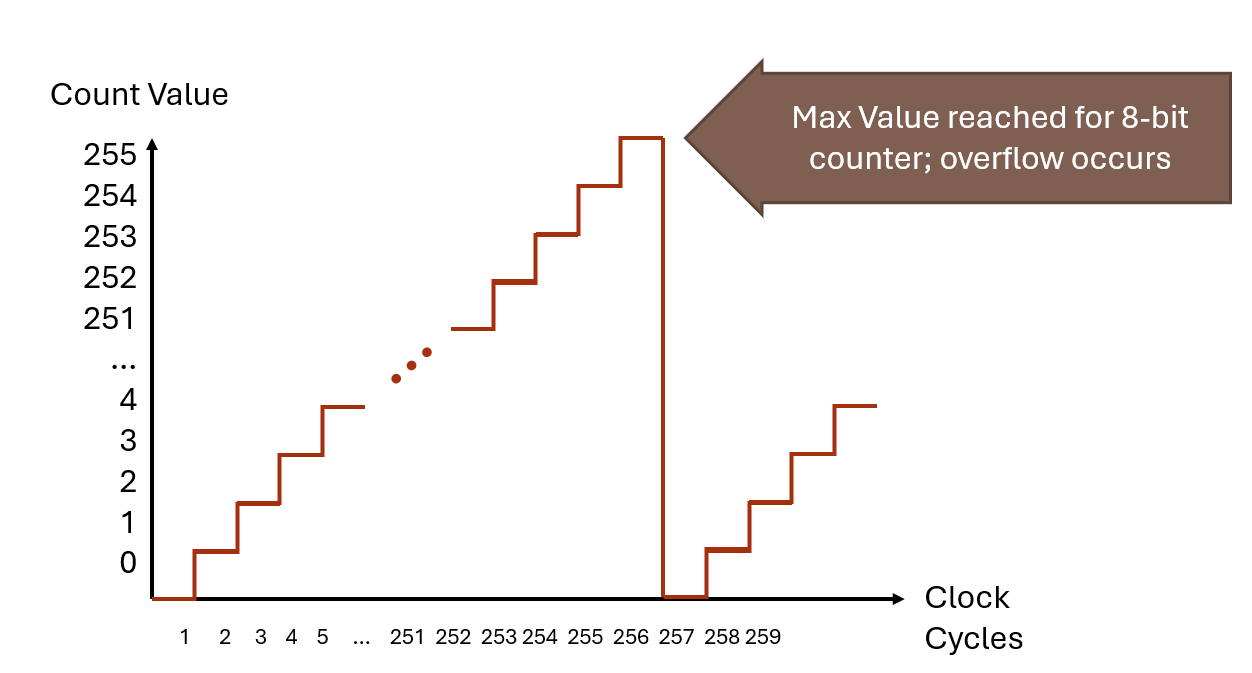 Count Value
Max Value reached for 8-bit
counter; overflow occurs
255
254
253
252
251
...
4
3
2
1
0
Clock
Cycles
1 2 3 4 5 ... 251 252 253 254 255 256 257 258 259